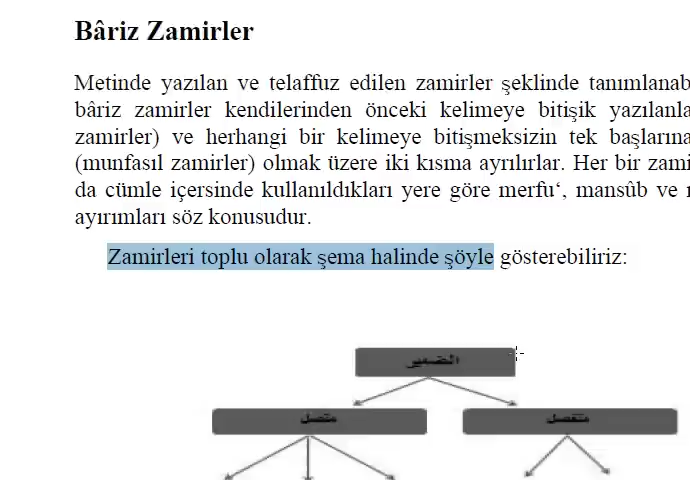 Bâriz Zamirler
Metinde yazılan ve telaffuz edilen zamirler şeklinde tanımlanab
bâriz zamirler kendilerinden önceki kelimeye bitişik yazılanla
zamirler) ve herhangi bir kelimeye bitişmeksizin tek başlarına
(munfasıl zamirler) olmak üzere iki kısma ayrılırlar. Her bir zami
da cümle içersinde kullanıldıkları yere göre merfu‘, mansûb ve
ayırımları söz konusudur.
Zamirleri toplu olarak şema halinde şöyle gösterebiliriz:
الضمير
متصل
منفصل